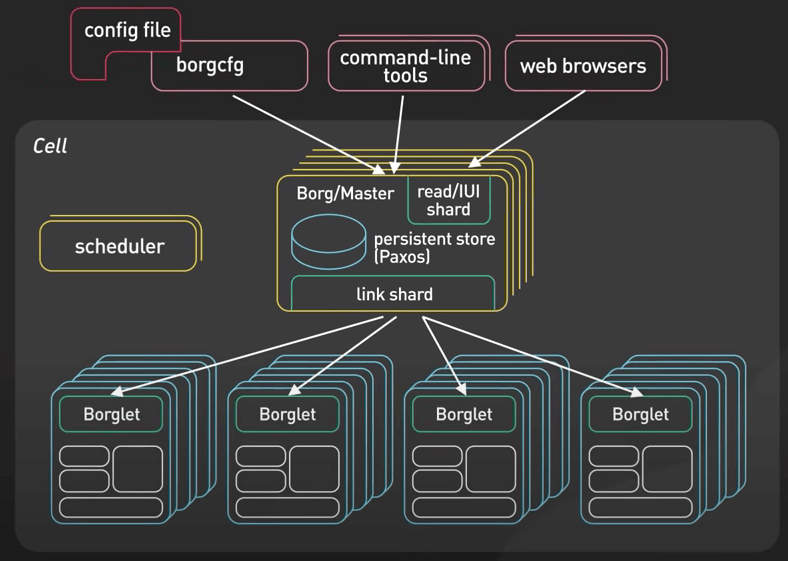 config file
borgcfg
command-line
tools
web browsers
Cell
Borg/Master
read/IUI
shard
scheduler
persistent store
(Paxos)
link shard
Borglet
Borglet
Borglet
Borglet